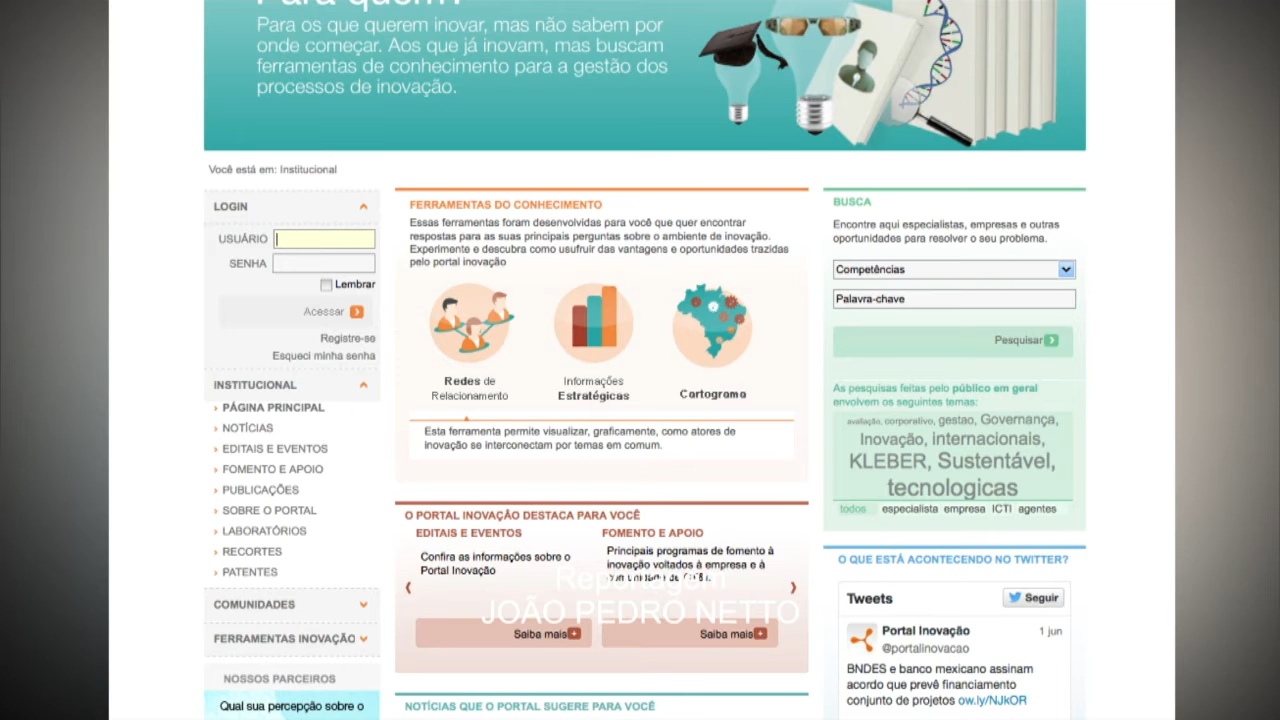 Para quem?
Para os que querem inovar, mas não sabem por
onde começar. Aos que já inovam, mas buscam
ferramentas de conhecimento para a gestão dos
processos de inovação.
Você está em: Institucional
LOGIN
USUÁRIO
SENHA
Lembrar
Acessar
Registre-se
Esqueci minha senha
INSTITUCIONAL
PÁGINA PRINCIPAL
NOTÍCIAS
EDITAIS E EVENTOS
FOMENTO E APOIO
PUBLICAÇÕES
SOBRE O PORTAL
LABORATÓRIOS
RECORTES
PATENTES
COMUNIDADES
FERRAMENTAS INOVAÇÃO
NOSSOS PARCEIROS
Qual sua percepção sobre o
FERRAMENTAS DO CONHECIMENTO
Essas ferramentas foram desenvolvidas para você que quer encontrar
respostas para as suas principais perguntas sobre o ambiente de inovação.
Experimente e descubra como usufruir das vantagens e oportunidades trazidas
pelo portal inovação
Redes de
Relacionamento
Informações
Estratégicas
Cartograma
Esta ferramenta permite visualizar, graficamente, como atores de
inovação se interconectam por temas em comum.
O PORTAL INOVAÇÃO DESTACA PARA VOCÊ
EDITAIS E EVENTOS
Confira as informações sobre o
Portal Inovação
Saiba mais
FOMENTO E APOIO
Principais programas de fomento à
inovação voltados à empresa e à
Saiba mais
Reportagem
JOÃO PEDRO NETTO
NOTÍCIAS QUE O PORTAL SUGERE PARA VOCÊ
BUSCA
Encontre aqui especialistas, empresas e outras
oportunidades para resolver o seu problema.
Competências
Palavra-chave
Pesquisar
As pesquisas feitas pelo público em geral
envolvem os seguintes temas:
avaliação, corporativo, gestao, Governança,
Inovação, internacionais,
KLEBER, Sustentável,
tecnologicas
todos especialista empresa ICTI agentes
O QUE ESTÁ ACONTECENDO NO TWITTER?
Tweets
Seguir
Portal Inovação 1 jun
@portalinovacao
BNDES e banco mexicano assinam
acordo que prevê financiamento
conjunto de projetos ow.ly/NJkOR